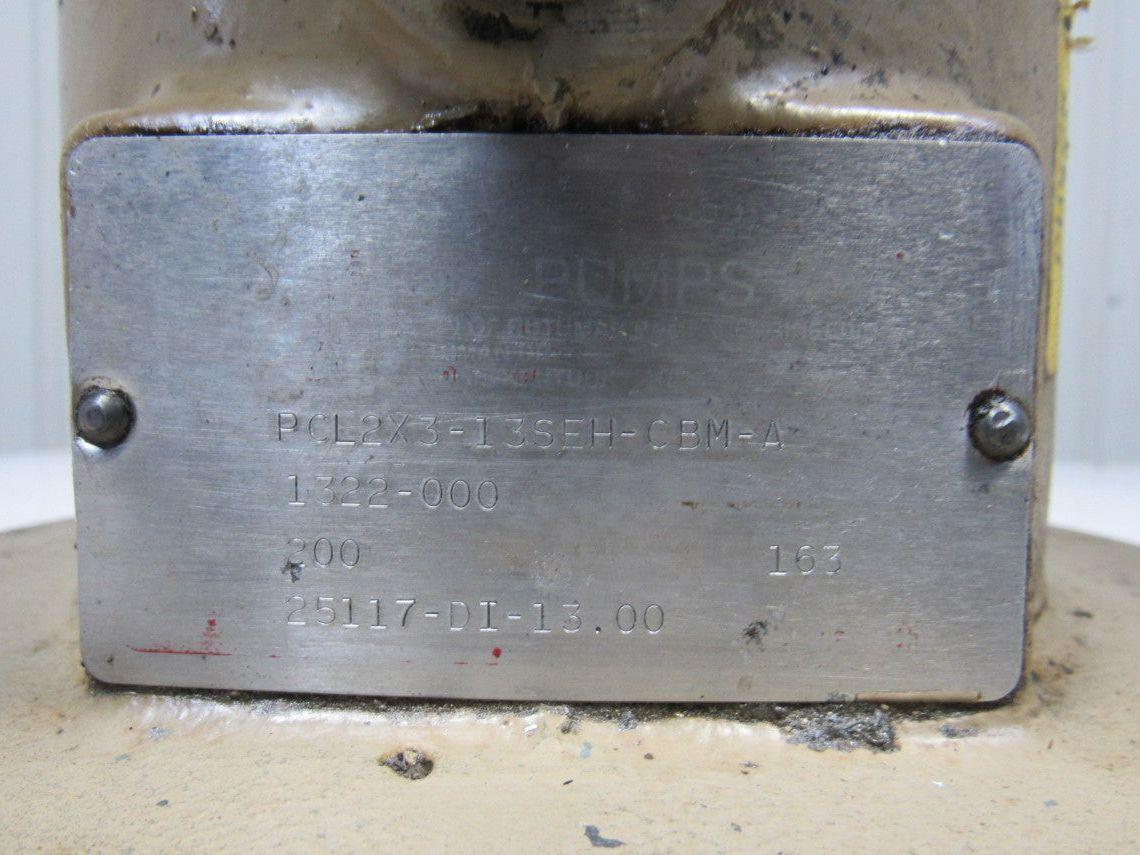 PUMPS
PCL2X3-13SEH-CBM-A
1322-000
200 163
25117-DI-13.00